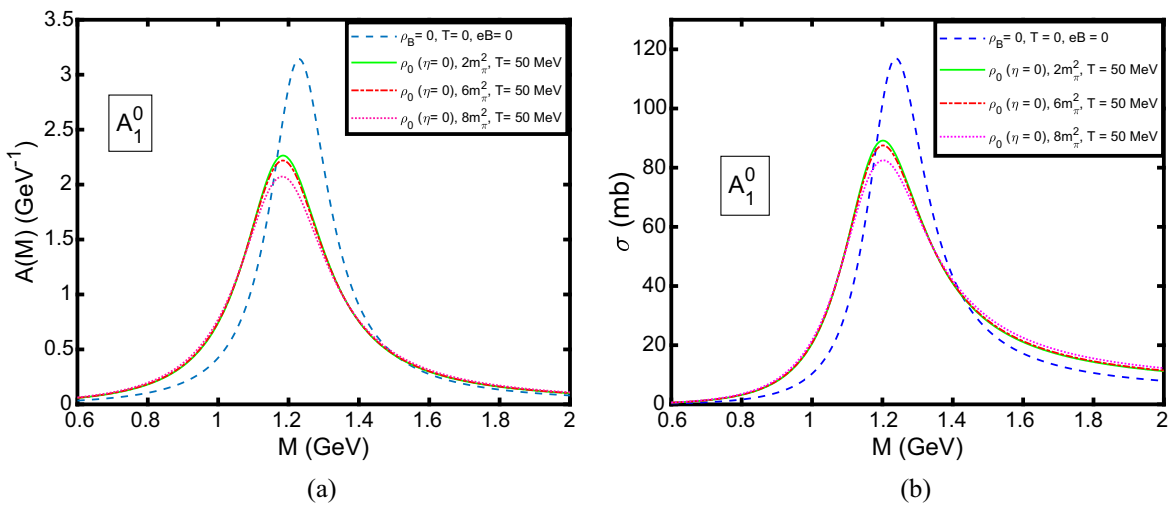 3.5
3
2.5
2
1.5
1
0.5
0
A(M) (GeV⁻¹)
ρ_B= 0, T= 0, eB= 0
ρ₀ (η= 0), 2m²_π, T= 50 MeV
ρ₀ (η= 0), 6m²_π, T= 50 MeV
ρ₀ (η= 0), 8m²_π, T= 50 MeV
A⁰₁
0.6 0.8 1 1.2 1.4 1.6 1.8 2
M (GeV)
(a)
120
100
80
60
40
20
0
σ (mb)
ρ_B= 0, T= 0, eB= 0
ρ₀ (η= 0), 2m²_π, T= 50 MeV
ρ₀ (η= 0), 6m²_π, T= 50 MeV
ρ₀ (η= 0), 8m²_π, T= 50 MeV
A⁰₁
0.6 0.8 1 1.2 1.4 1.6 1.8 2
M (GeV)
(b)